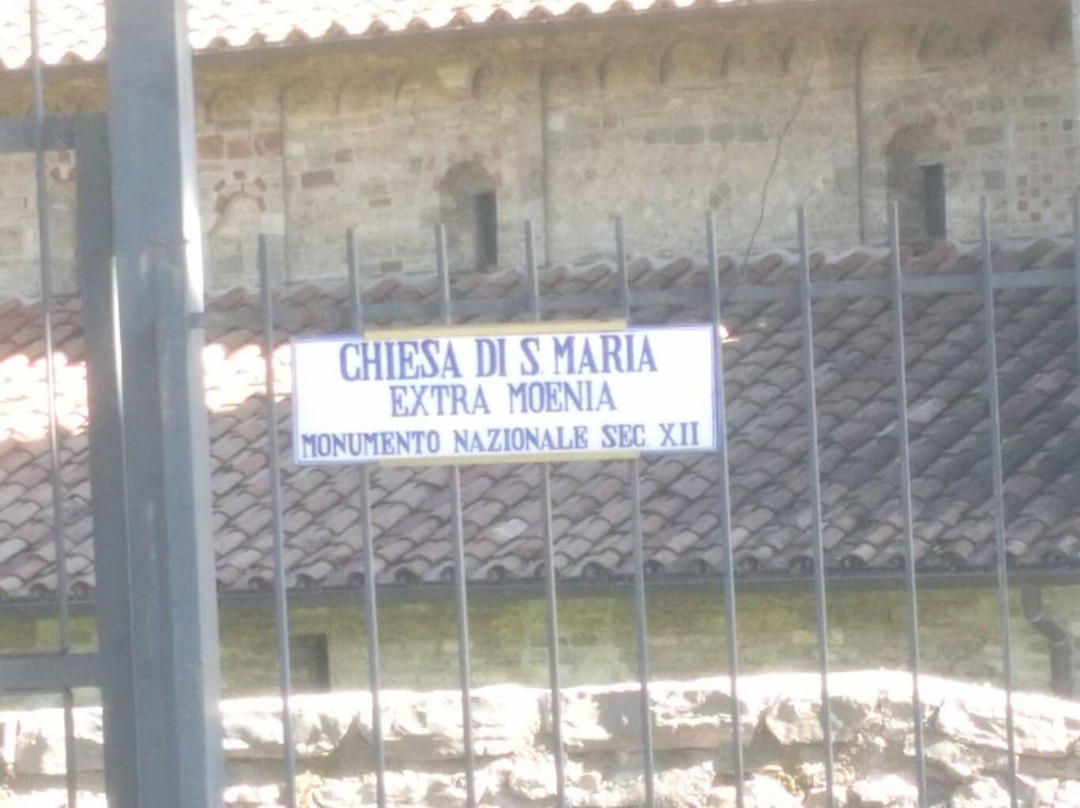 CHIESA DI S. MARIA
EXTRA MOENIA
MONUMENTO NAZIONALE SEC. XII